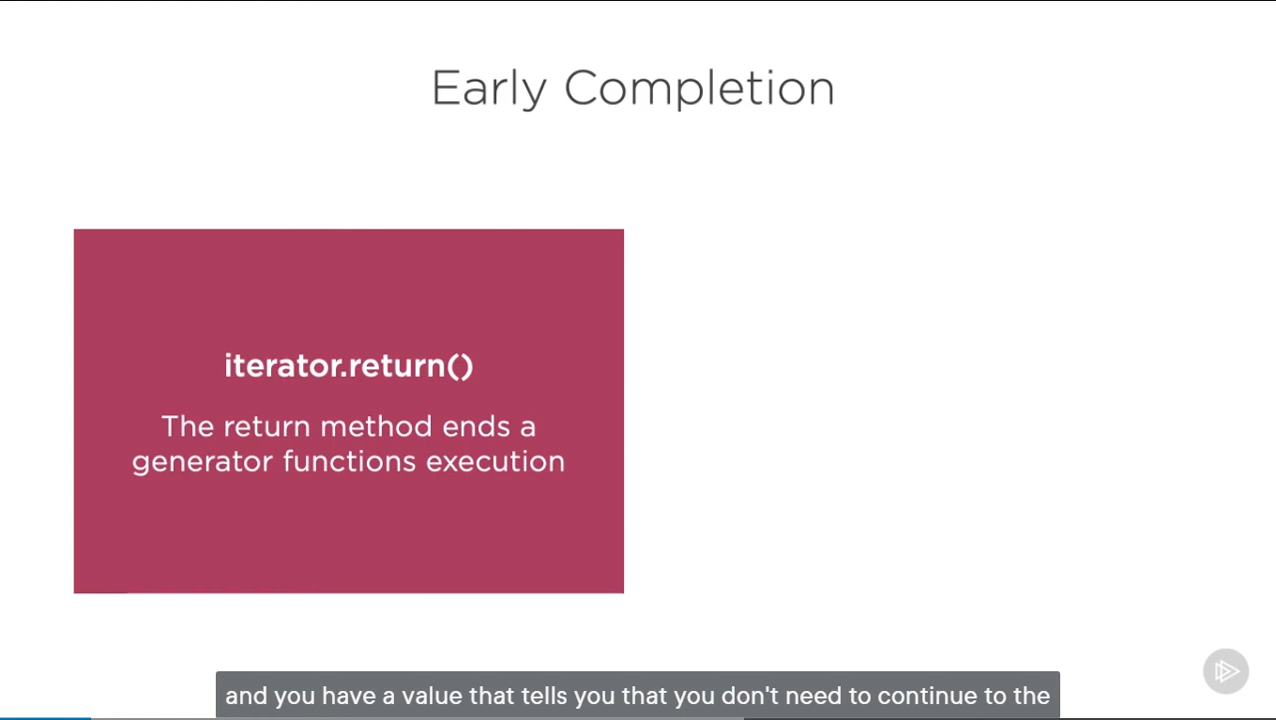 Early Completion
iterator.return()
The return method ends a
generator functions execution
and you have a value that tells you that you don't need to continue to the